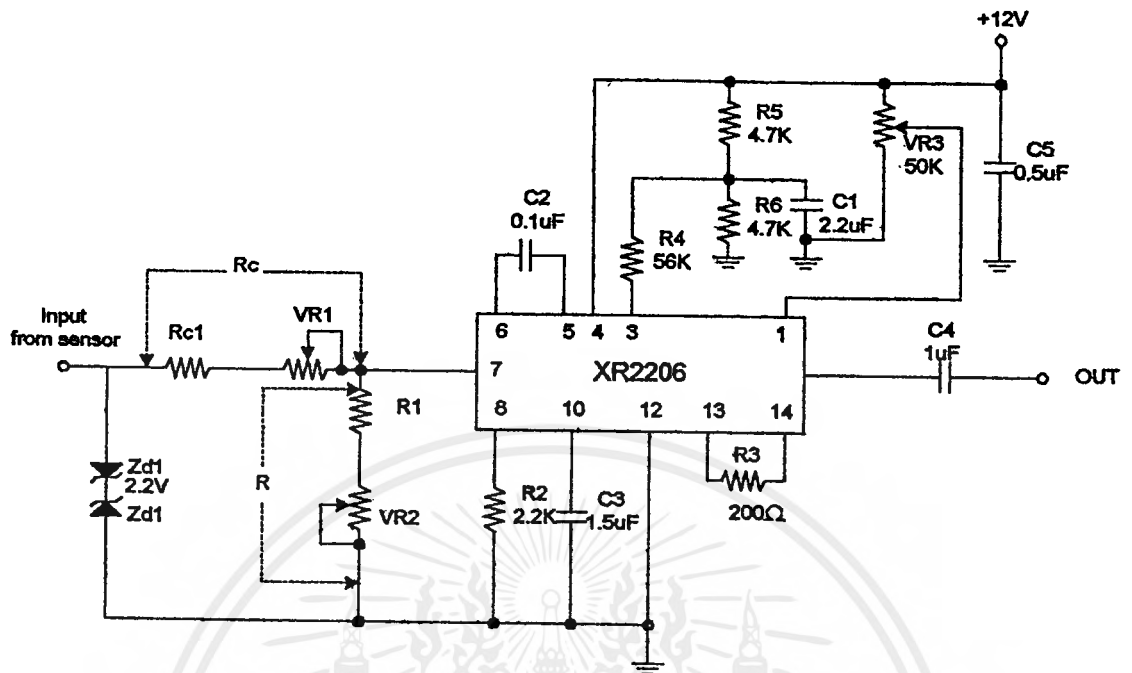 +12V
R5
4.7K
VR3
50K
C5
0.5uF
C2
0.1uF
R6
4.7K
C1
2.2uF
R4
56K
Rc
Input
from sensor
Rc1
VR1
6
5
4
3
1
7
XR2206
C4
1uF
OUT
R1
8
10
12
13
14
Zd1
2.2V
Zd1
R
VR2
R2
2.2K
C3
1.5uF
R3
200Ω